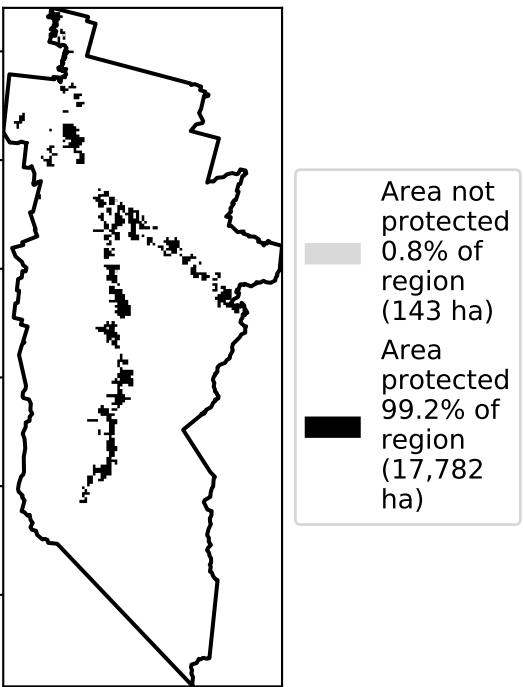 Area not
protected
0.8% of
region
(143 ha)
Area
protected
99.2% of
region
(17,782
ha)